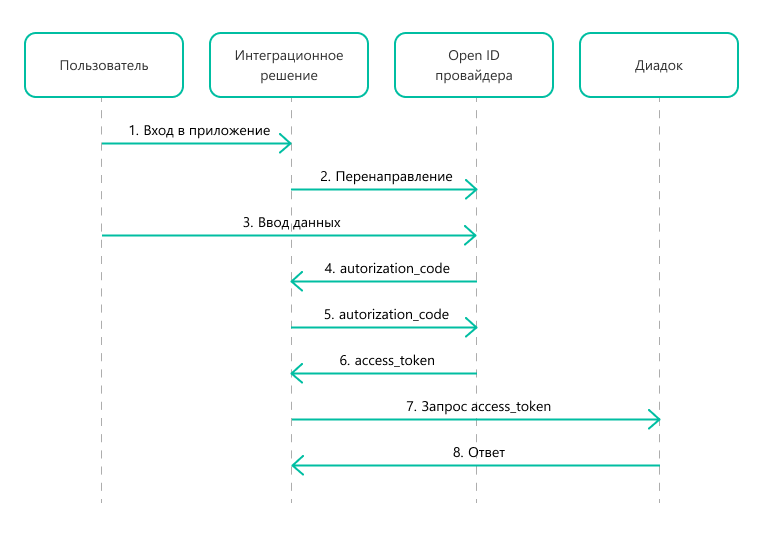 Пользователь
Интеграционное
решение
Open ID
провайдера
Диадок
1. Вход в приложение
2. Перенаправление
3. Ввод данных
4. autorization_code
5. autorization_code
6. access_token
7. Запрос access_token
8. Ответ